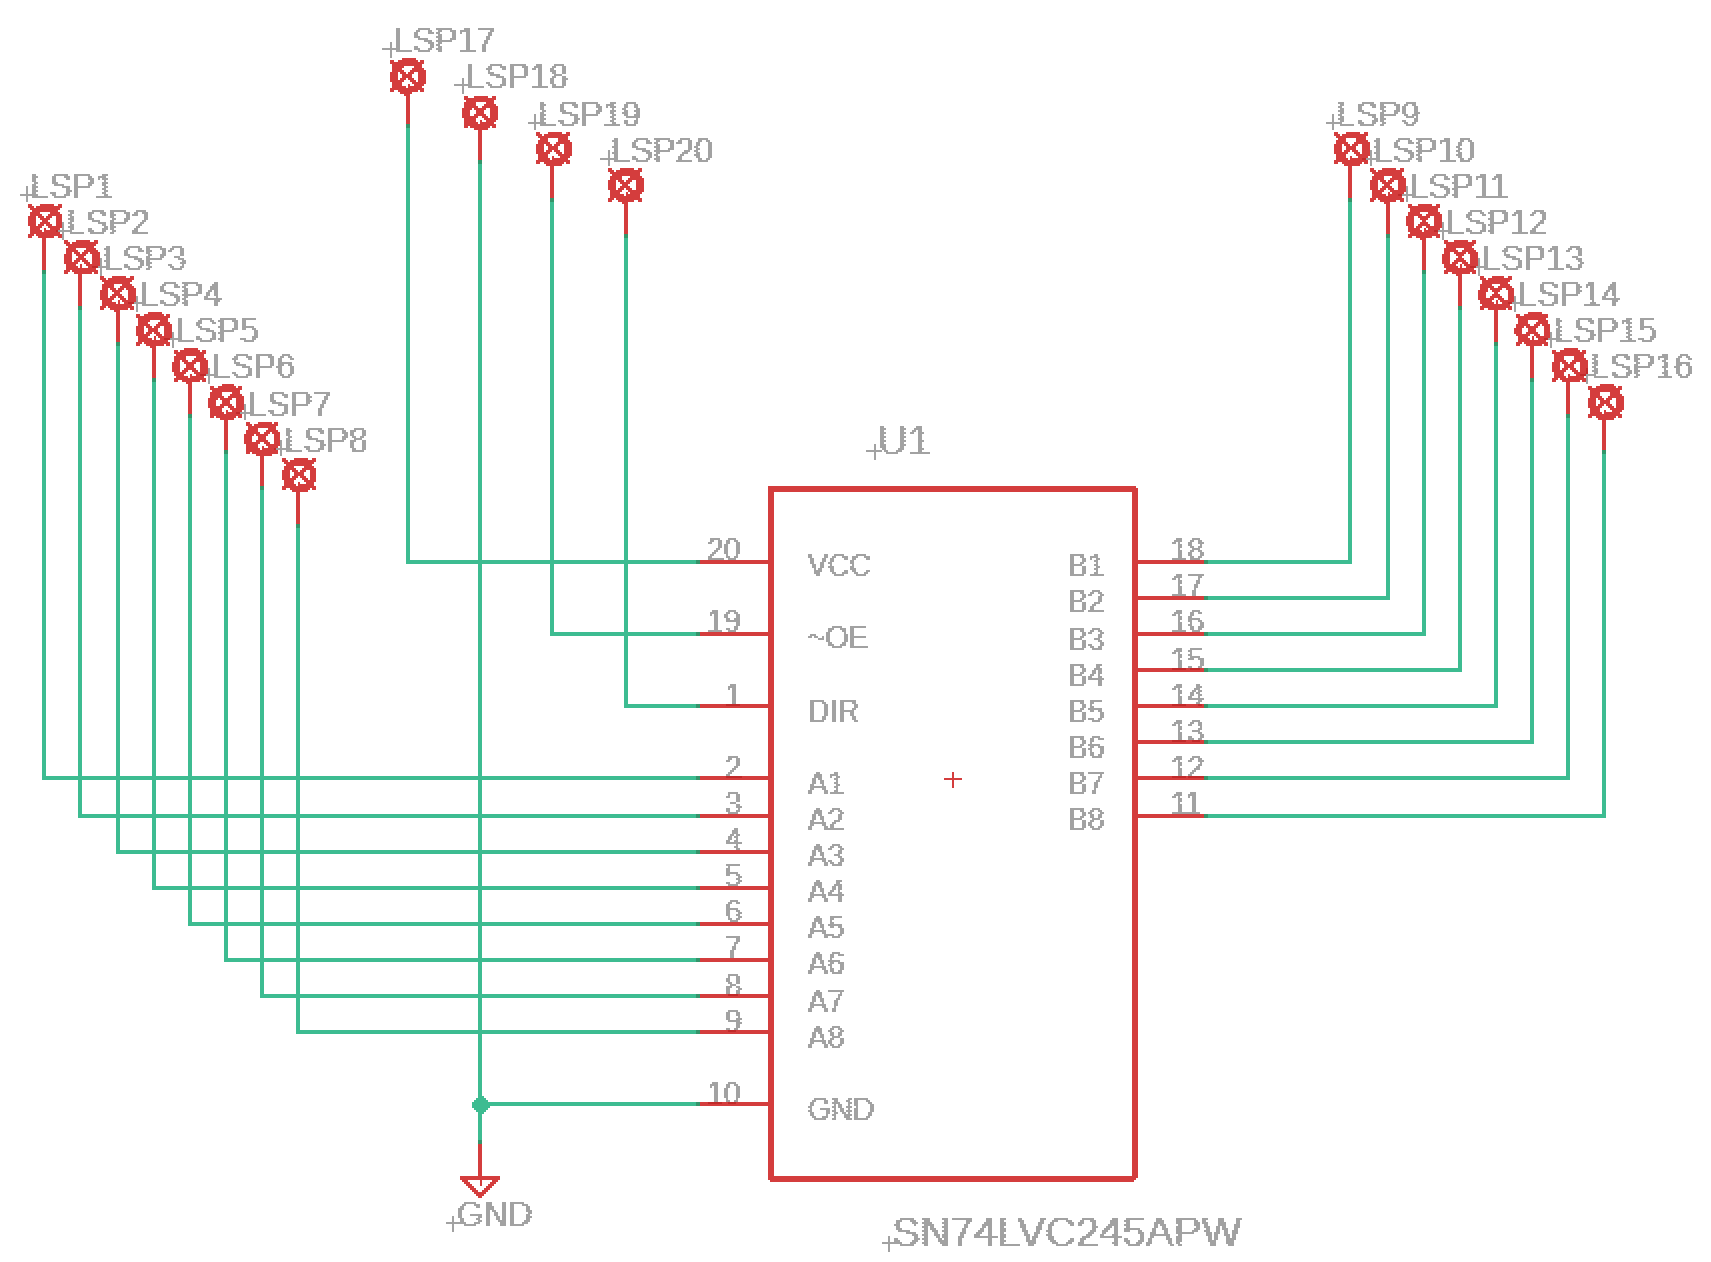 LSP17
LSP18
LSP19
LSP20
LSP9
LSP10
LSP11
LSP12
LSP13
LSP14
LSP15
LSP16
LSP1
LSP2
LSP3
LSP4
LSP5
LSP6
LSP7
LSP8
U1
20 VCC B1 18
B2 17
19 ~OE B3 16
B4 15
1 DIR B5 14
B6 13
2 A1 B7 12
3 A2 B8 11
4 A3
5 A4
6 A5
7 A6
8 A7
9 A8
10 GND
GND
SN74LVC245APW